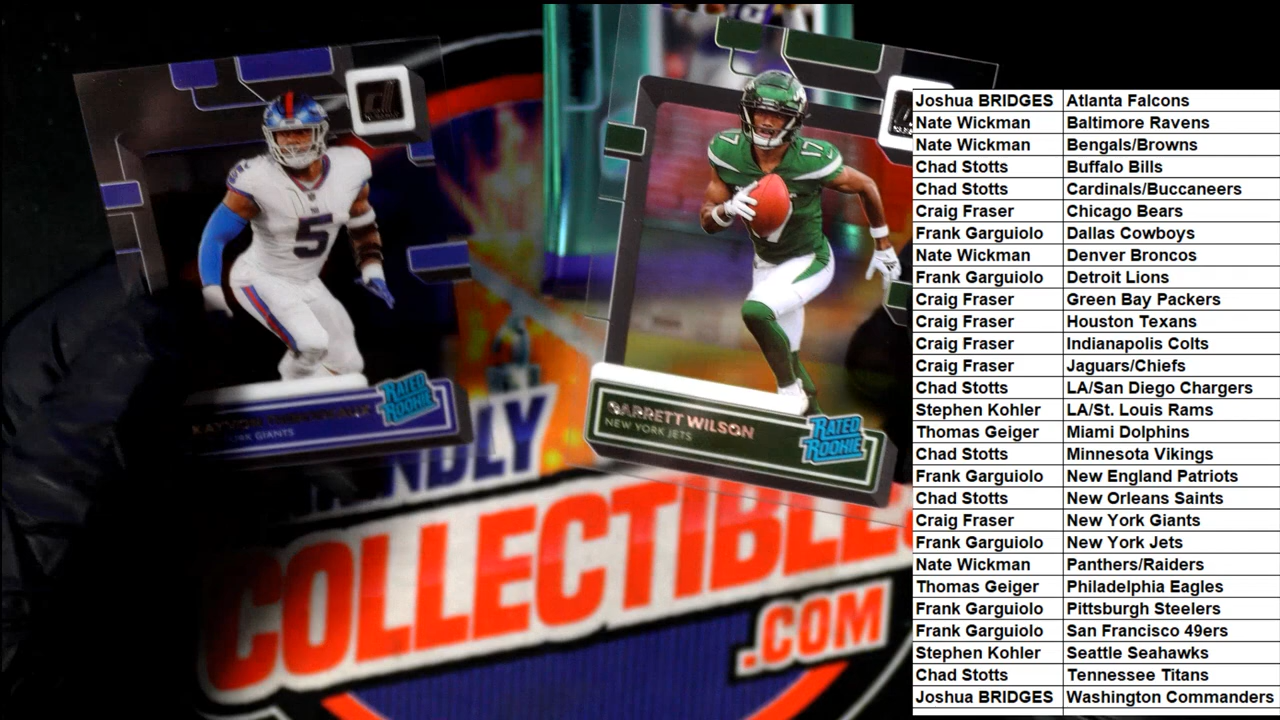 5
KAYVON THIBODEAUX
YORK GIANTS
RATED
ROOKIE
17
GARRETT WILSON
NEW YORK JETS
RATED
ROOKIE
NDLY
COLLECTIBLES
.COM
Joshua BRIDGES Atlanta Falcons
Nate Wickman Baltimore Ravens
Nate Wickman Bengals/Browns
Chad Stotts Buffalo Bills
Chad Stotts Cardinals/Buccaneers
Craig Fraser Chicago Bears
Frank Garguiolo Dallas Cowboys
Nate Wickman Denver Broncos
Frank Garguiolo Detroit Lions
Craig Fraser Green Bay Packers
Craig Fraser Houston Texans
Craig Fraser Indianapolis Colts
Craig Fraser Jaguars/Chiefs
Chad Stotts LA/San Diego Chargers
Stephen Kohler LA/St. Louis Rams
Thomas Geiger Miami Dolphins
Chad Stotts Minnesota Vikings
Frank Garguiolo New England Patriots
Chad Stotts New Orleans Saints
Craig Fraser New York Giants
Frank Garguiolo New York Jets
Nate Wickman Panthers/Raiders
Thomas Geiger Philadelphia Eagles
Frank Garguiolo Pittsburgh Steelers
Frank Garguiolo San Francisco 49ers
Stephen Kohler Seattle Seahawks
Chad Stotts Tennessee Titans
Joshua BRIDGES Washington Commanders